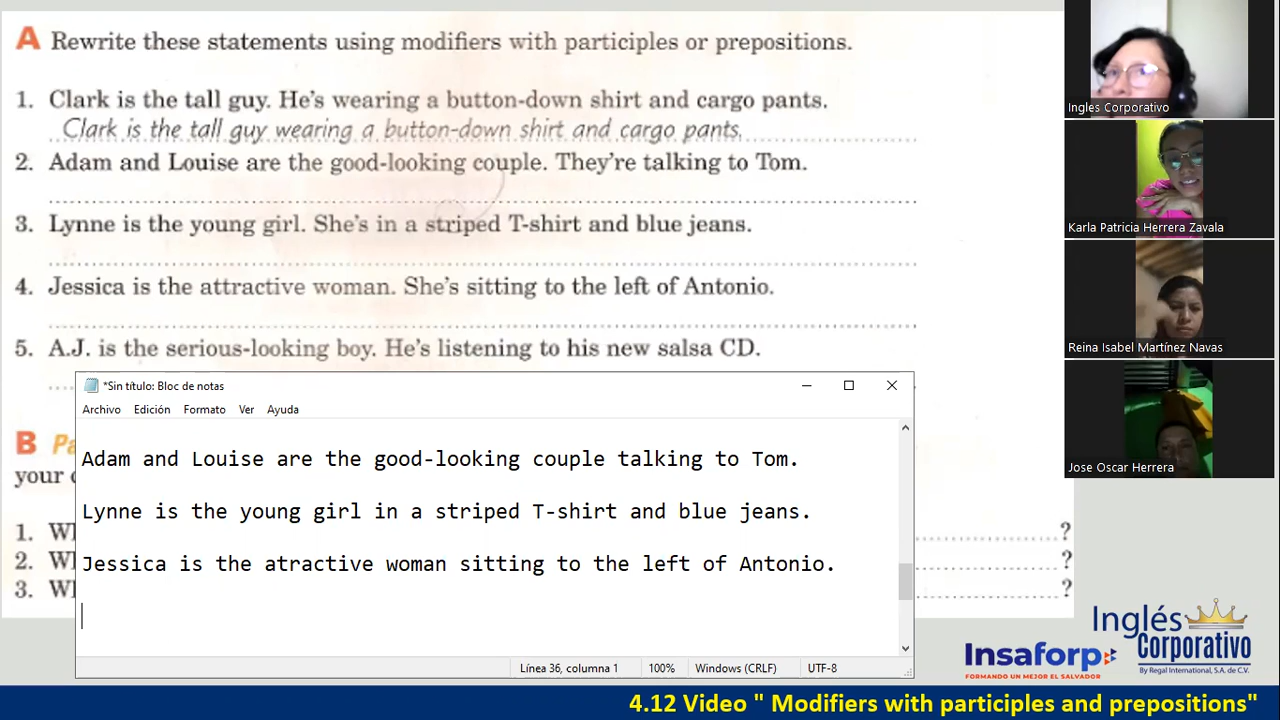 A Rewrite these statements using modifiers with participles or prepositions.
1. Clark is the tall guy. He's wearing a button-down shirt and cargo pants.
Clark is the tall guy wearing a button-down shirt and cargo pants.
2. Adam and Louise are the good-looking couple. They're talking to Tom.
3. Lynne is the young girl. She's in a striped T-shirt and blue jeans.
4. Jessica is the attractive woman. She's sitting to the left of Antonio.
5. A.J. is the serious-looking boy. He's listening to his new salsa CD.
*Sin título: Bloc de notas
Archivo Edición Formato Ver Ayuda
Adam and Louise are the good-looking couple talking to Tom.
Lynne is the young girl in a striped T-shirt and blue jeans.
Jessica is the atractive woman sitting to the left of Antonio.
Línea 36, columna 1 100% Windows (CRLF) UTF-8
B
your
1. ?
2. ?
3. ?
Ingles Corporativo
Karla Patricia Herrera Zavala
Reina Isabel Martínez Navas
Jose Oscar Herrera
Insaforp
FORMANDO UN MEJOR EL SALVADOR
Inglés
Corporativo
By Regal International, S.A. de C.V.
4.12 Video " Modifiers with participles and prepositions"